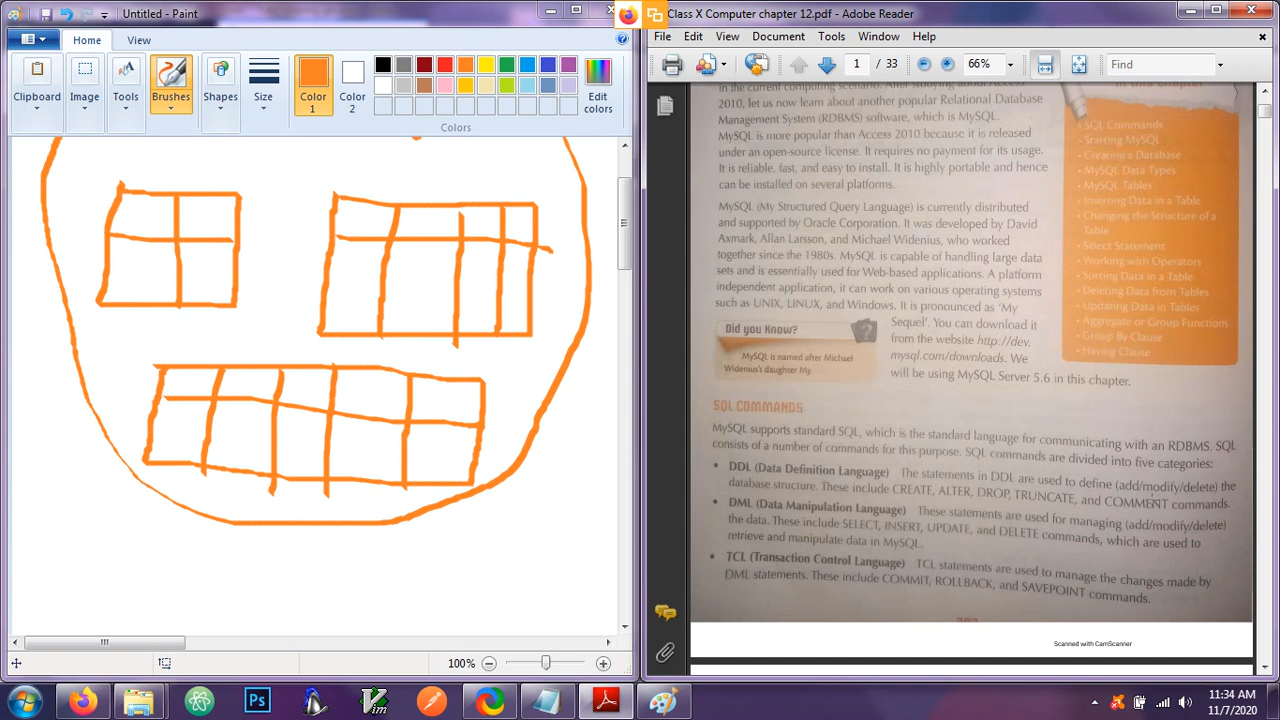 Untitled - Paint
Home
View
Clipboard
Image
Tools
Brushes
Shapes
Size
Color 1
Color 2
Edit colors
Colors
100%
Class X Computer chapter 12.pdf - Adobe Reader
File Edit View Document Tools Window Help
1 / 33
66%
Find
in the current computing scenario. After studying about Access
2010, let us now learn about another popular Relational Database
Management System (RDBMS) software, which is MySQL.
MySQL is more popular than Access 2010 because it is released
under an open-source license. It requires no payment for its usage.
It is reliable, fast, and easy to install. It is highly portable and hence
can be installed on several platforms.
MySQL (My Structured Query Language) is currently distributed
and supported by Oracle Corporation. It was developed by David
Axmark, Allan Larsson, and Michael Widenius, who worked
together since the 1980s. MySQL is capable of handling large data
sets and is essentially used for Web-based applications. A platform
independent application, it can work on various operating systems
such as UNIX, LINUX, and Windows. It is pronounced as 'My
Sequel'. You can download it
from the website http://dev.
mysql.com/downloads. We
will be using MySQL Server 5.6 in this chapter.
Did you Know?
MySQL is named after Michael
Widenius's daughter My.
in this Chapter
• SQL Commands
• Starting MySQL
• Creating a Database
• MySQL Data Types
• MySQL Tables
• Inserting Data in a Table
• Changing the Structure of a
Table
• Select Statement
• Working with Operators
• Sorting Data in a Table
• Deleting Data from Tables
• Updating Data in Tables
• Aggregate or Group Functions
• Group By Clause
• Having Clause
SQL COMMANDS
MySQL supports standard SQL, which is the standard language for communicating with an RDBMS. SQL
consists of a number of commands for this purpose. SQL commands are divided into five categories:
• DDL (Data Definition Language) The statements in DDL are used to define (add/modify/delete) the
database structure. These include CREATE, ALTER, DROP, TRUNCATE, and COMMENT commands.
• DML (Data Manipulation Language) These statements are used for managing (add/modify/delete)
the data. These include SELECT, INSERT, UPDATE, and DELETE commands, which are used to
retrieve and manipulate data in MySQL.
• TCL (Transaction Control Language) TCL statements are used to manage the changes made by
DML statements. These include COMMIT, ROLLBACK, and SAVEPOINT commands.
Scanned with CamScanner
Ps
11:34 AM
11/7/2020